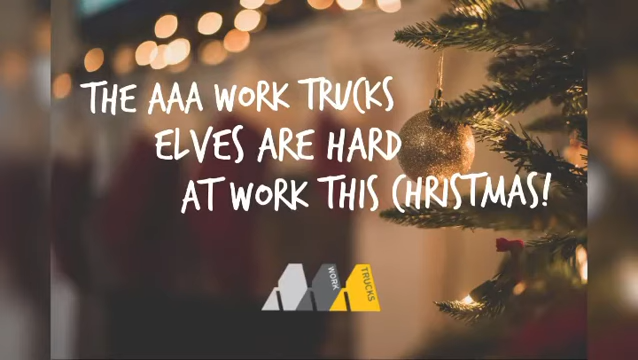 THE AAA WORK TRUCKS
ELVES ARE HARD
AT WORK THIS CHRISTMAS!
WORK
TRUCKS